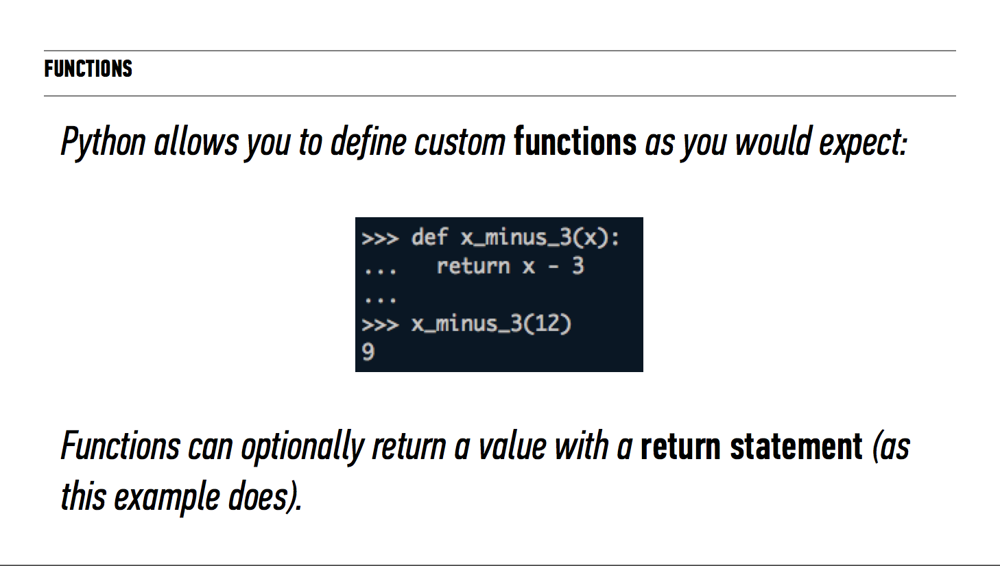 FUNCTIONS
Python allows you to define custom functions as you would expect:
>>> def x_minus_3(x):
...   return x - 3
...
>>> x_minus_3(12)
9
Functions can optionally return a value with a return statement (as
this example does).